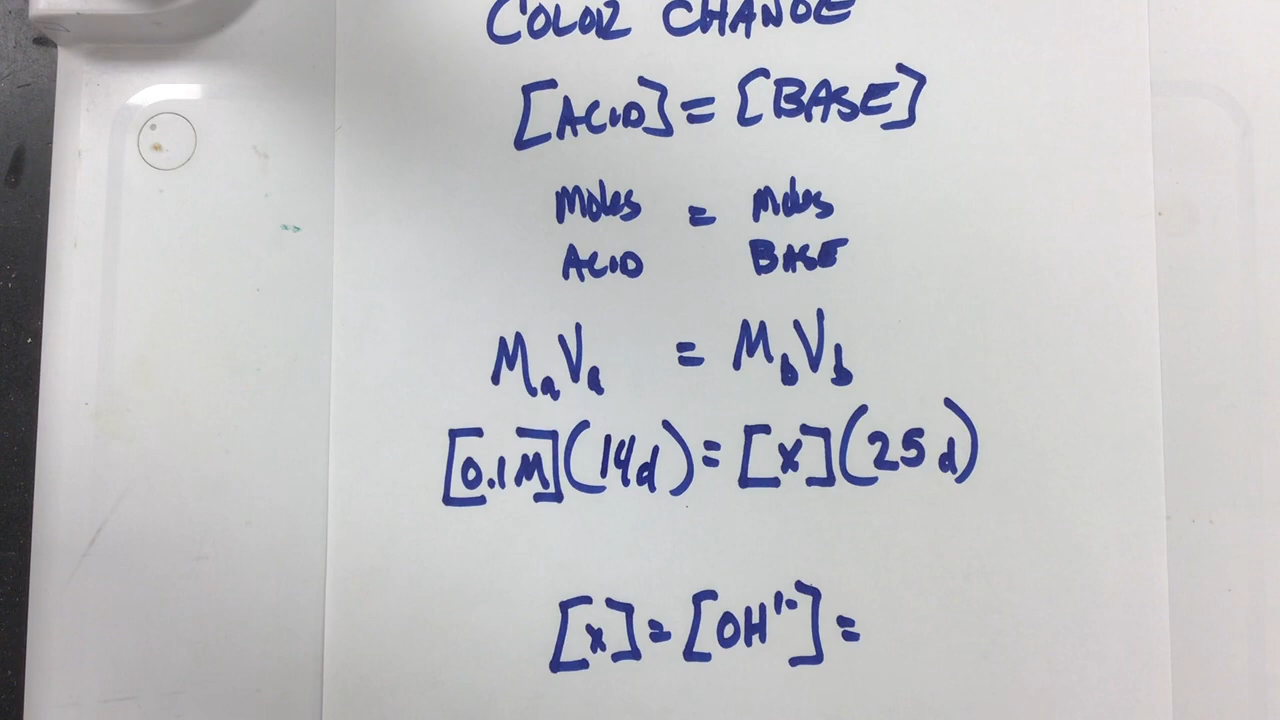 COLOR CHANGE
[ACID] = [BASE]
Moles = Moles
ACID BASE
MaVa = MbVb
[0.1M](14d) = [x](25d)
[x] = [OH¹⁻] =